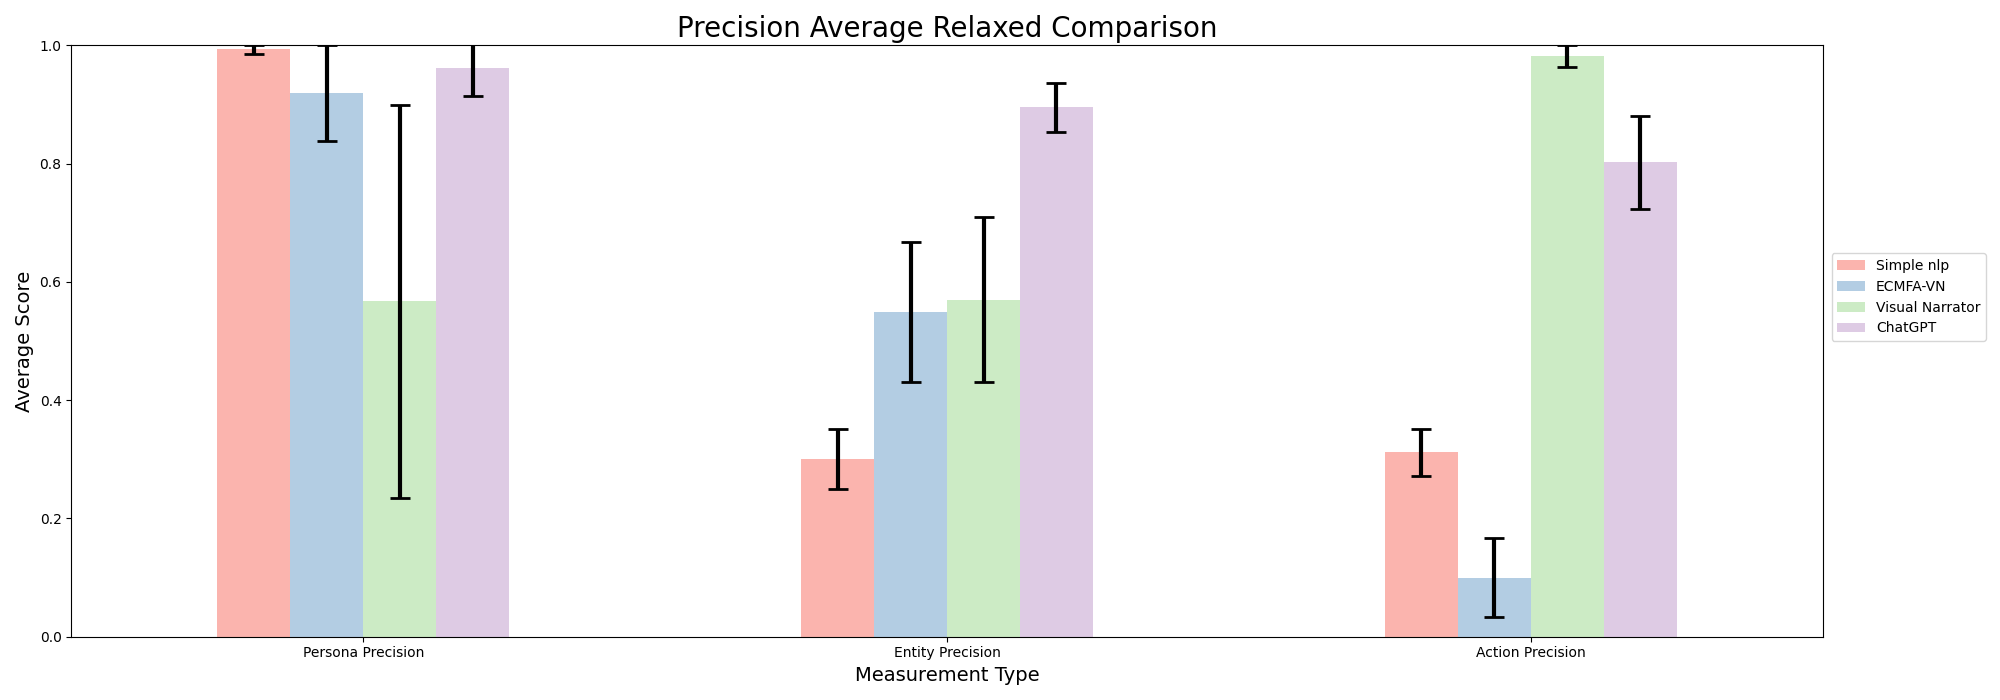 Precision Average Relaxed Comparison
1.0
0.8
0.6
0.4
0.2
0.0
Average Score
Persona Precision
Entity Precision
Action Precision
Measurement Type
Simple nlp
ECMFA-VN
Visual Narrator
ChatGPT